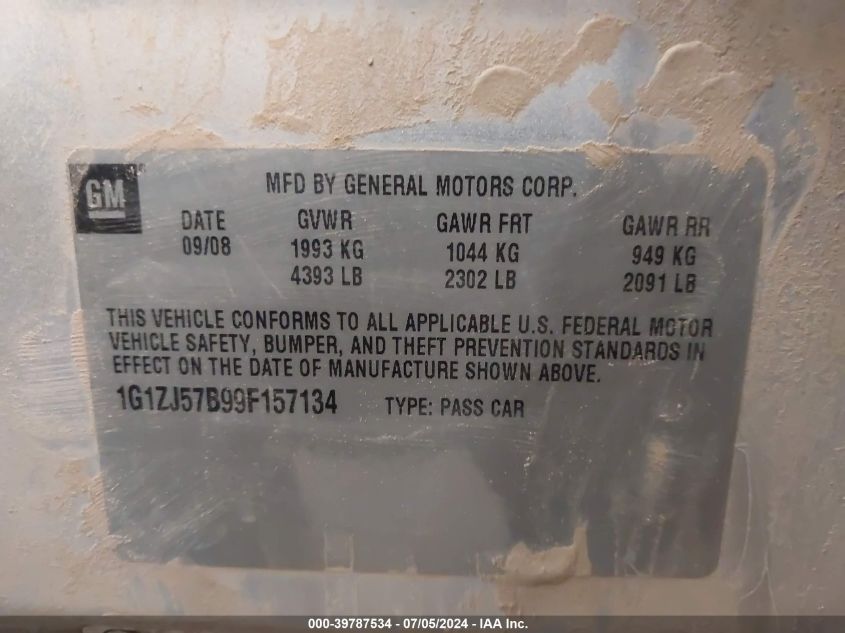 GM
MFD BY GENERAL MOTORS CORP.
DATE GVWR GAWR FRT GAWR RR
09/08 1993 KG 1044 KG 949 KG
4393 LB 2302 LB 2091 LB
THIS VEHICLE CONFORMS TO ALL APPLICABLE U.S. FEDERAL MOTOR
VEHICLE SAFETY, BUMPER, AND THEFT PREVENTION STANDARDS IN
EFFECT ON THE DATE OF MANUFACTURE SHOWN ABOVE.
1G1ZJ57B99F157134 TYPE: PASS CAR
000-39787534 - 07/05/2024 - IAA Inc.